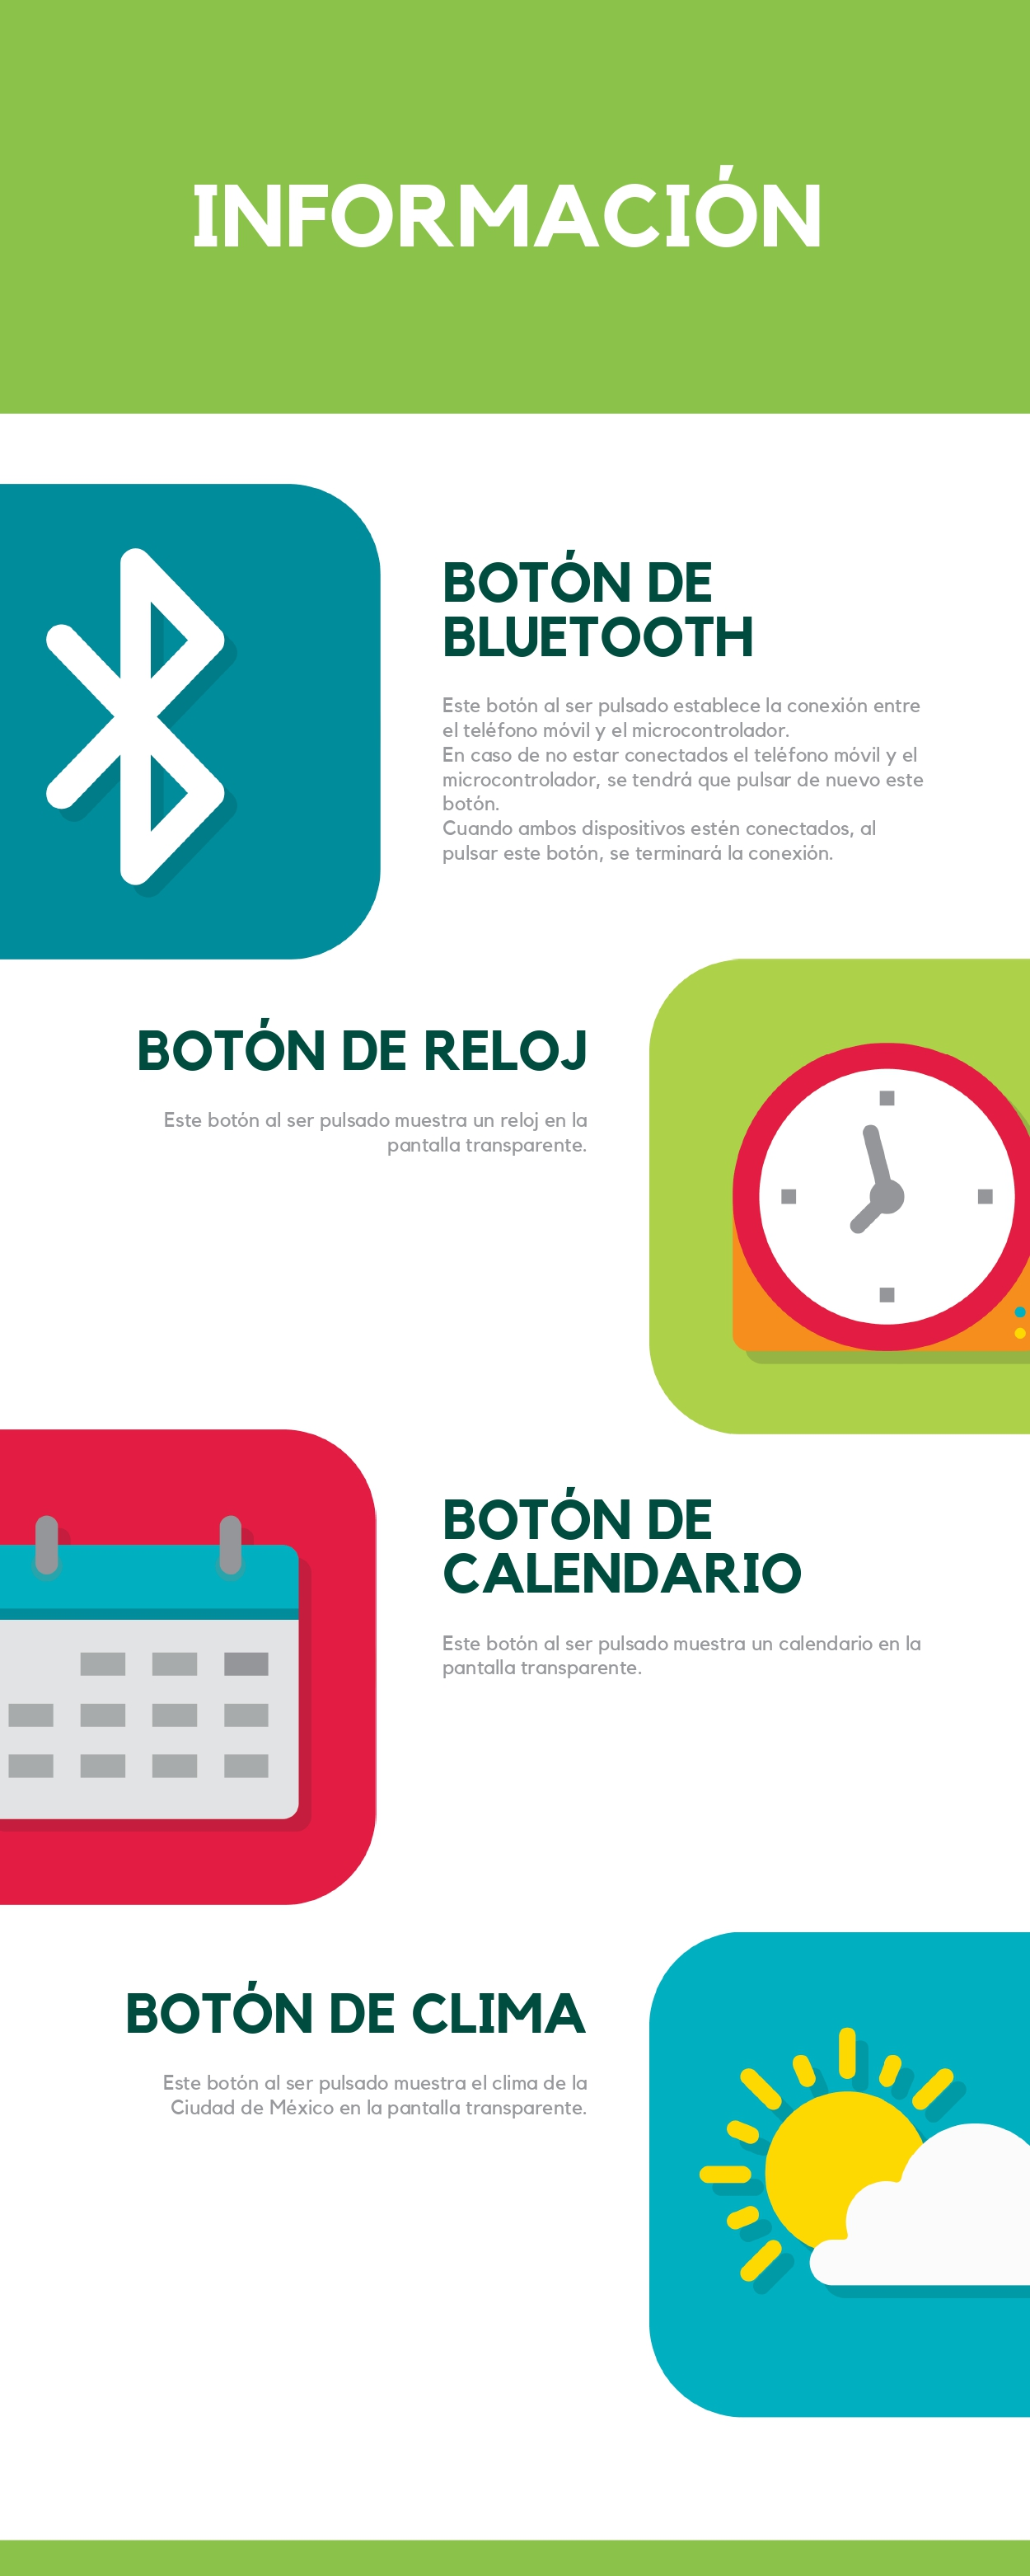 INFORMACIÓN
BOTÓN DE
BLUETOOTH
Este botón al ser pulsado establece la conexión entre
el teléfono móvil y el microcontrolador.
En caso de no estar conectados el teléfono móvil y el
microcontrolador, se tendrá que pulsar de nuevo este
botón.
Cuando ambos dispositivos estén conectados, al
pulsar este botón, se terminará la conexión.
BOTÓN DE RELOJ
Este botón al ser pulsado muestra un reloj en la
pantalla transparente.
BOTÓN DE
CALENDARIO
Este botón al ser pulsado muestra un calendario en la
pantalla transparente.
BOTÓN DE CLIMA
Este botón al ser pulsado muestra el clima de la
Ciudad de México en la pantalla transparente.